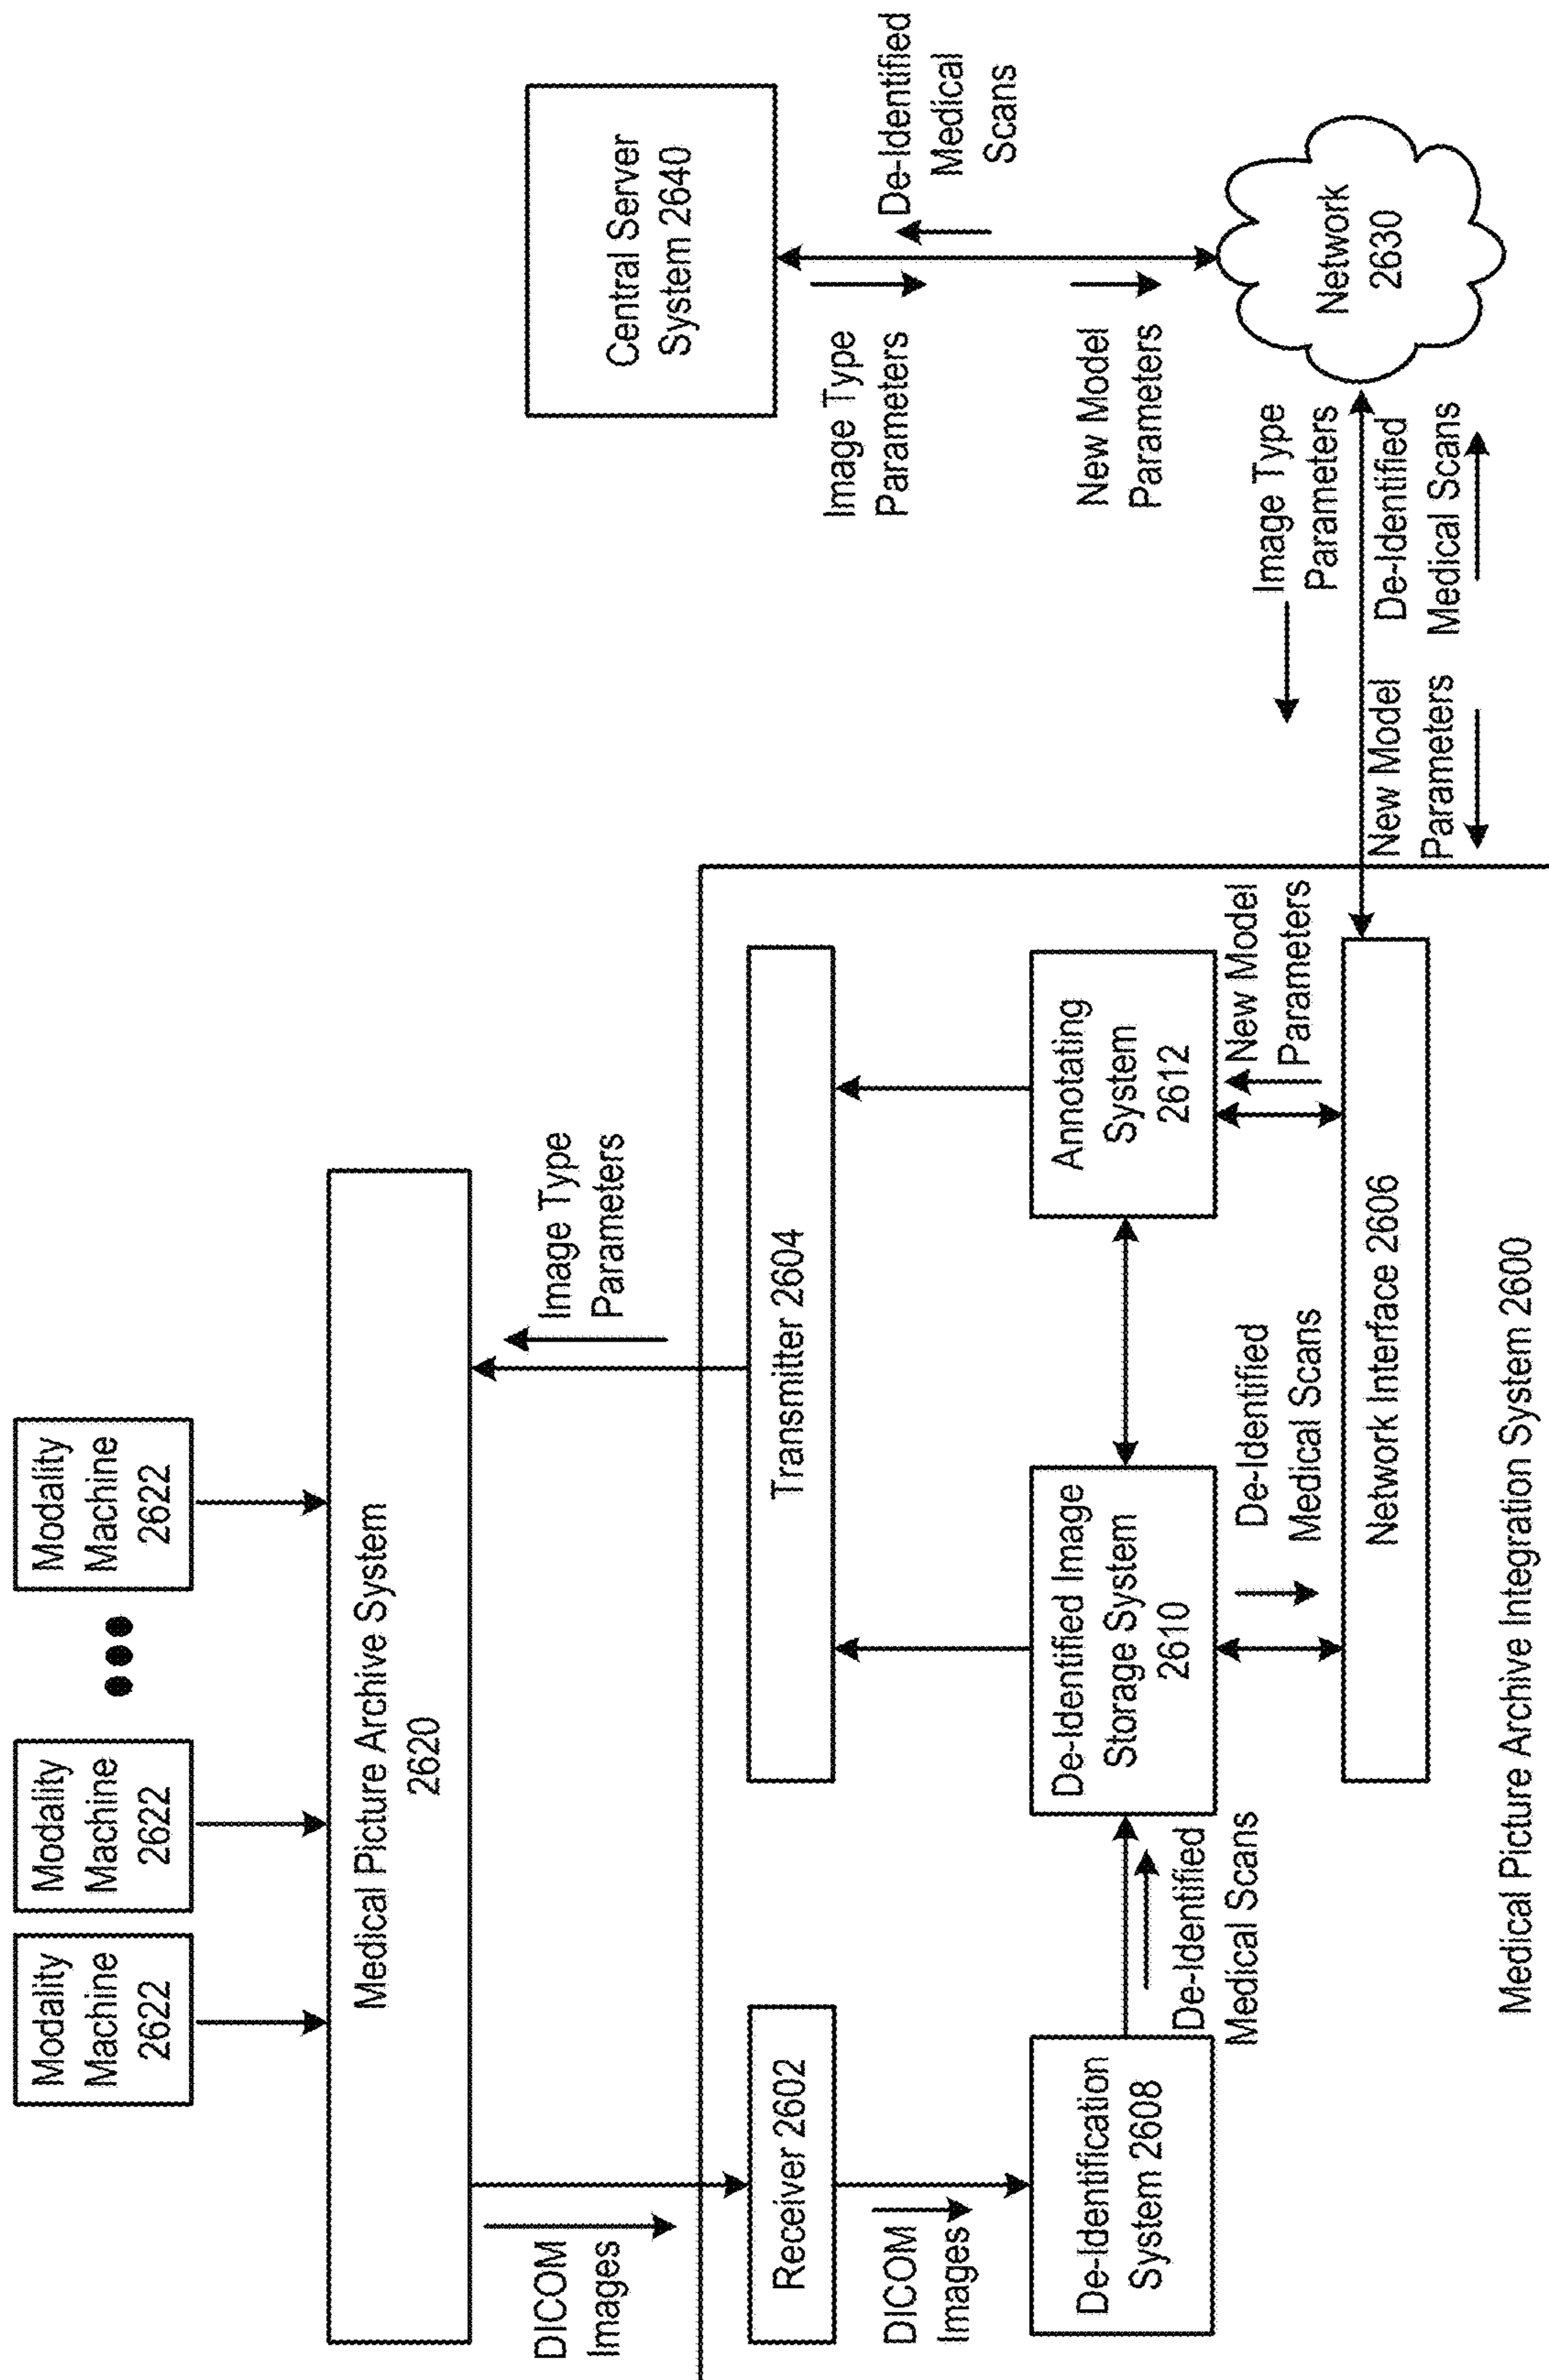 Modality
Machine
2622
Modality
Machine
2622
Modality
Machine
2622
Medical Picture Archive System
2620
DICOM
Images
Image Type
Parameters
Receiver 2602
Transmitter 2604
DICOM
Images
De-Identification
System 2608
De-Identified
Medical Scans
De-Identified Image
Storage System
2610
Annotating
System
2612
De-Identified
Medical Scans
New Model
Parameters
Network Interface 2606
Medical Picture Archive Integration System 2600
Central Server
System 2640
Image Type
Parameters
De-Identified
Medical
Scans
New Model
Parameters
Image Type
Parameters
New Model
Parameters
De-Identified
Medical Scans
Network
2630